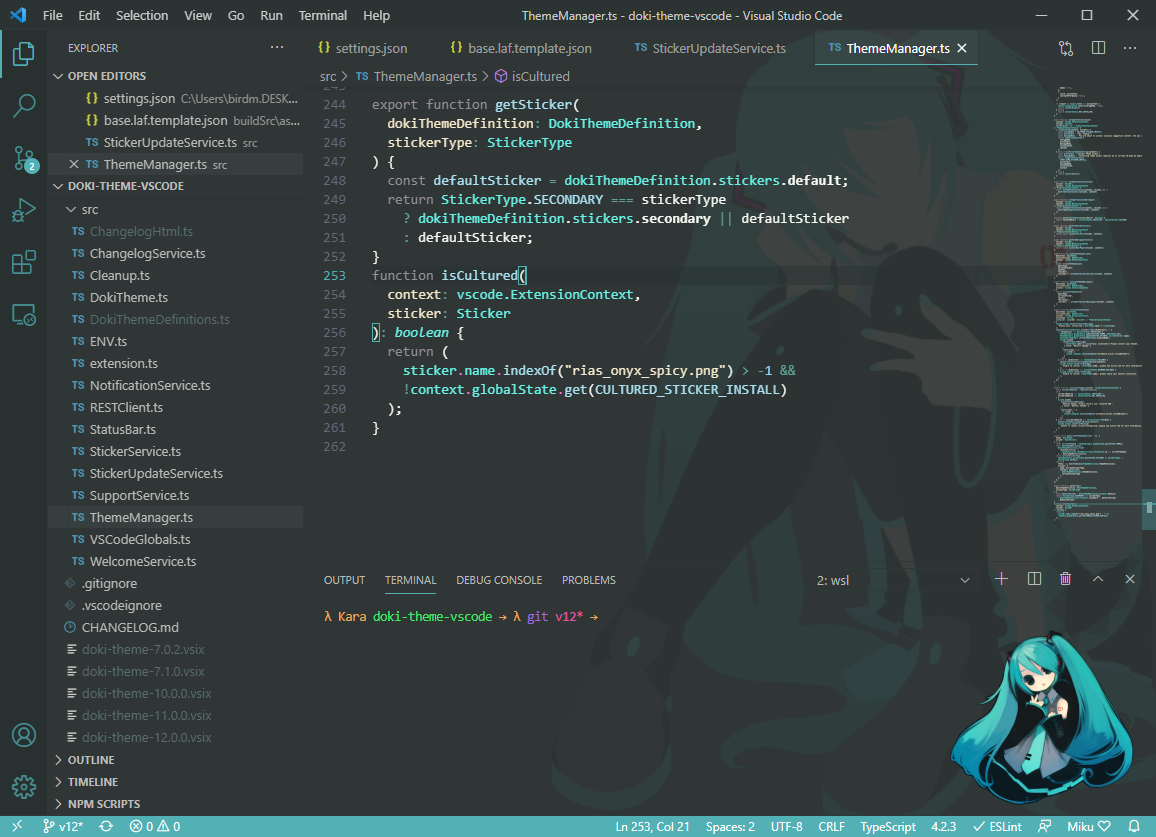 File Edit Selection View Go Run Terminal Help ThemeManager.ts - doki-theme-vscode - Visual Studio Code
EXPLORER
OPEN EDITORS
settings.json C:\Users\birdm.DESK...
base.laf.template.json buildSrc\as...
TS StickerUpdateService.ts src
TS ThemeManager.ts src
2
DOKI-THEME-VSCODE
src
TS ChangelogHtml.ts
TS ChangelogService.ts
TS Cleanup.ts
TS DokiTheme.ts
TS DokiThemeDefinitions.ts
TS ENV.ts
TS extension.ts
TS NotificationService.ts
TS RESTClient.ts
TS StatusBar.ts
TS StickerService.ts
TS StickerUpdateService.ts
TS SupportService.ts
TS ThemeManager.ts
TS VSCodeGlobals.ts
TS WelcomeService.ts
.gitignore
.vscodeignore
CHANGELOG.md
doki-theme-7.0.2.vsix
doki-theme-7.1.0.vsix
doki-theme-10.0.0.vsix
doki-theme-11.0.0.vsix
doki-theme-12.0.0.vsix
OUTLINE
TIMELINE
NPM SCRIPTS
{} settings.json {} base.laf.template.json TS StickerUpdateService.ts TS ThemeManager.ts
src > TS ThemeManager.ts > isCultured
244 export function getSticker(
245 dokiThemeDefinition: DokiThemeDefinition,
246 stickerType: StickerType
247 ) {
248 const defaultSticker = dokiThemeDefinition.stickers.default;
249 return StickerType.SECONDARY === stickerType
250 ? dokiThemeDefinition.stickers.secondary || defaultSticker
251 : defaultSticker;
252 }
253 function isCultured(
254 context: vscode.ExtensionContext,
255 sticker: Sticker
256 ): boolean {
257 return (
258 sticker.name.indexOf("rias_onyx_spicy.png") > -1 &&
259 !context.globalState.get(CULTURED_STICKER_INSTALL)
260 );
261 }
262
OUTPUT TERMINAL DEBUG CONSOLE PROBLEMS 2: wsl
λ Kara doki-theme-vscode → λ git v12* →
v12* 0 0 Ln 253, Col 21 Spaces: 2 UTF-8 CRLF TypeScript 4.2.3 ESLint Miku